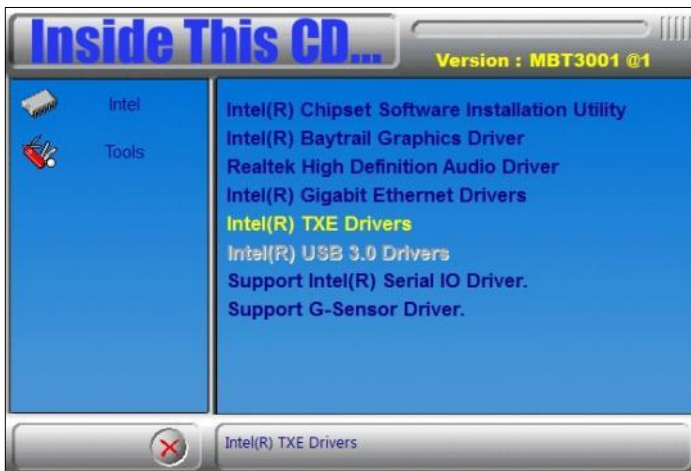 Inside This CD...
Version : MBT3001 @1
Intel
Tools
Intel(R) Chipset Software Installation Utility
Intel(R) Baytrail Graphics Driver
Realtek High Definition Audio Driver
Intel(R) Gigabit Ethernet Drivers
Intel(R) TXE Drivers
Intel(R) USB 3.0 Drivers
Support Intel(R) Serial IO Driver.
Support G-Sensor Driver.
Intel(R) TXE Drivers